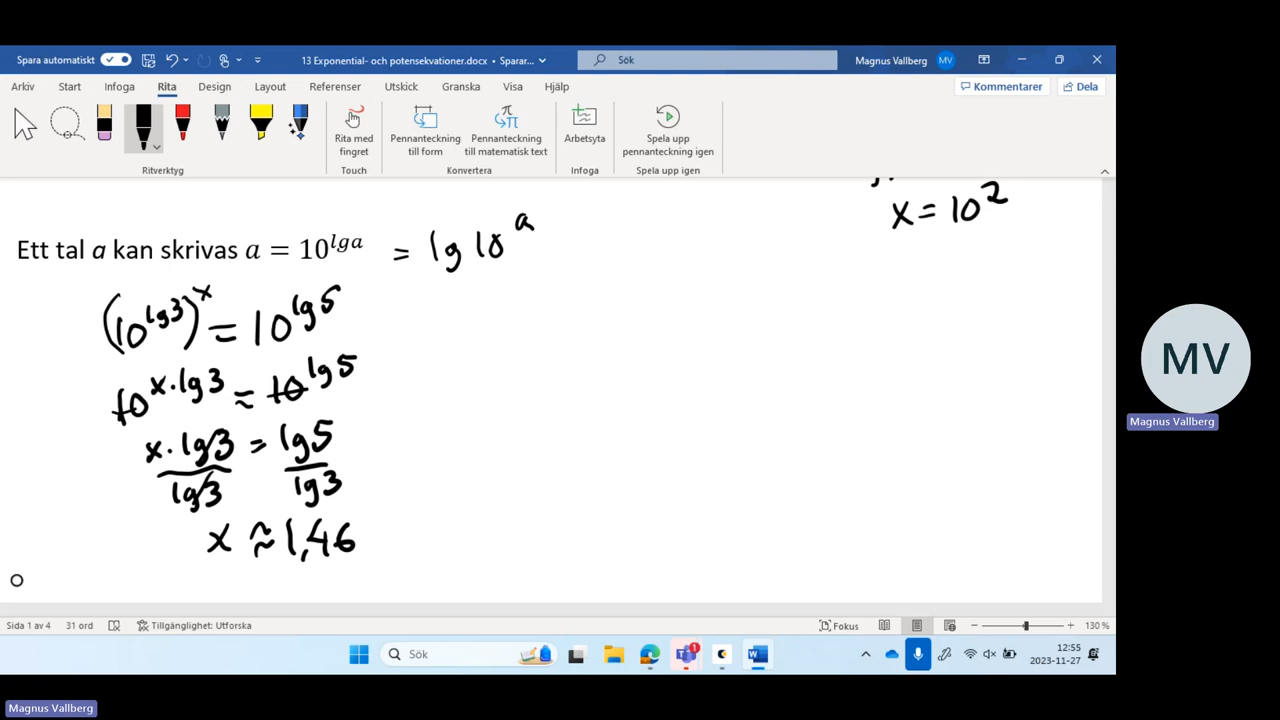 Spara automatiskt
13 Exponential- och potensekvationer.docx • Sparar...
Sök
Magnus Vallberg
MV
Arkiv Start Infoga Rita Design Layout Referenser Utskick Granska Visa Hjälp
Kommentarer
Dela
Rita med fingret
Pennanteckning till form
Pennanteckning till matematisk text
Arbetsyta
Spela upp pennanteckning igen
Ritverktyg
Touch
Konvertera
Infoga
Spela upp igen
x = 10^2
Ett tal a kan skrivas a = 10^{lga} = lg 10^a
(10^{lg3})^x = 10^{lg5}
10^{x·lg3} = 10^{lg5}
x·lg3 / lg3 = lg5 / lg3
x ≈ 1,46
MV
Magnus Vallberg
Sida 1 av 4
31 ord
Tillgänglighet: Utforska
Fokus
130 %
Sök
1
12:55
2023-11-27
Magnus Vallberg